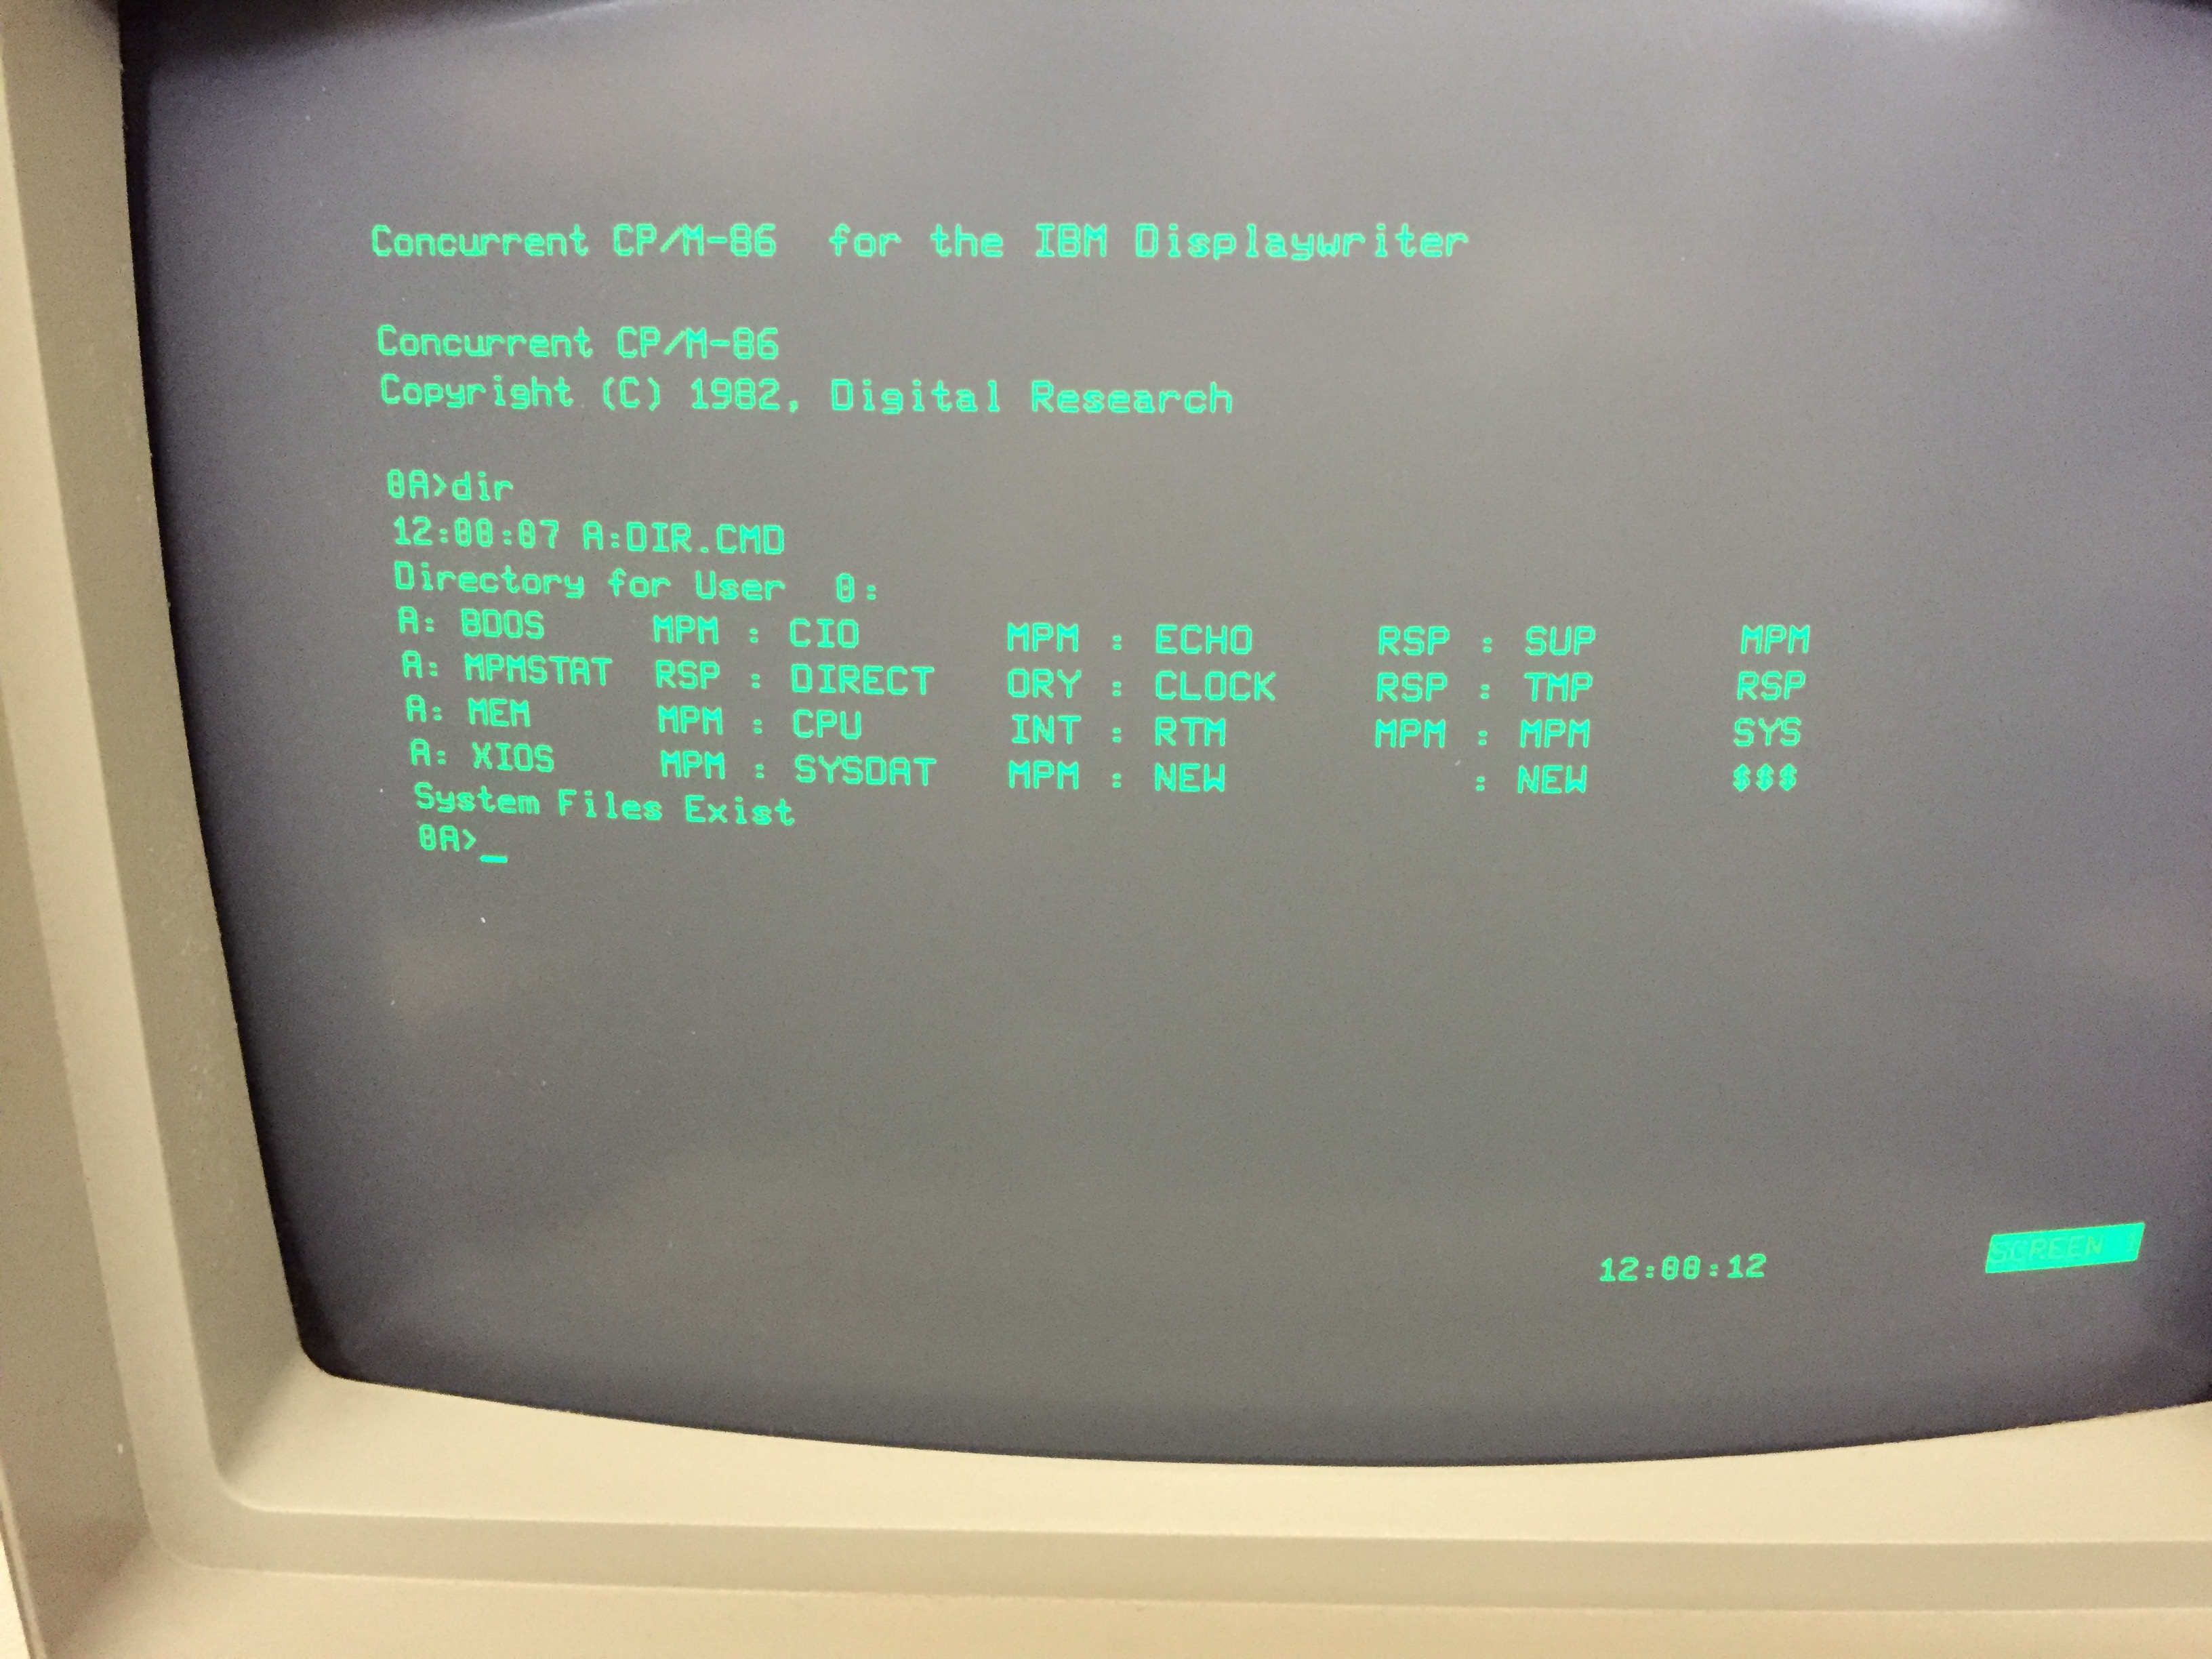 Concurrent CP/M-86  for the IBM Displaywriter
Concurrent CP/M-86
Copyright (C) 1982, Digital Research
0A>dir
12:00:07 A:DIR.CMD
Directory for User  0:
A: BDOS     MPM : CIO      MPM : ECHO     RSP : SUP      MPM
A: MPMSTAT  RSP : DIRECT   ORY : CLOCK    RSP : TMP      RSP
A: MEM      MPM : CPU      INT : RTM      MPM : MPM      SYS
A: XIOS     MPM : SYSDAT   MPM : NEW          : NEW      $$$
System Files Exist
0A>_
12:00:12 SCREEN